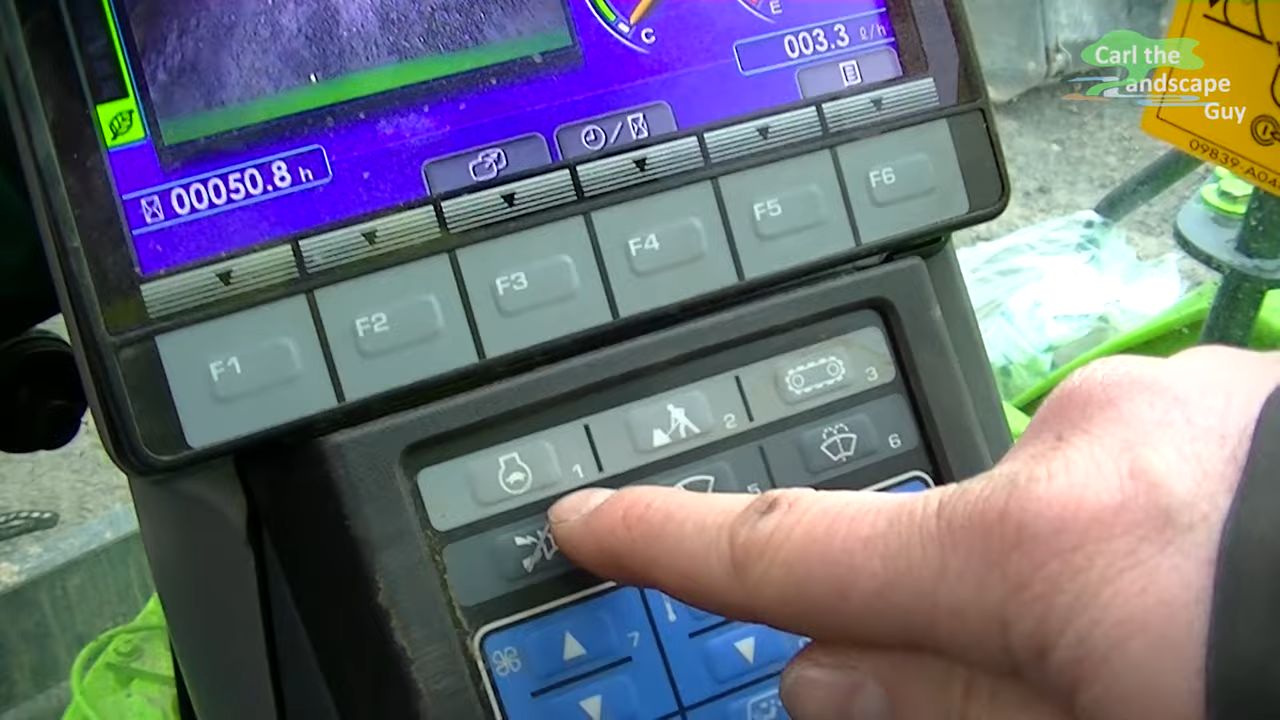 C
E
003.3 ℓ/h
Carl the
andscape
Guy
09839-A04
00050.8 h
F1
F2
F3
F4
F5
F6
1
2
3
5
6
7